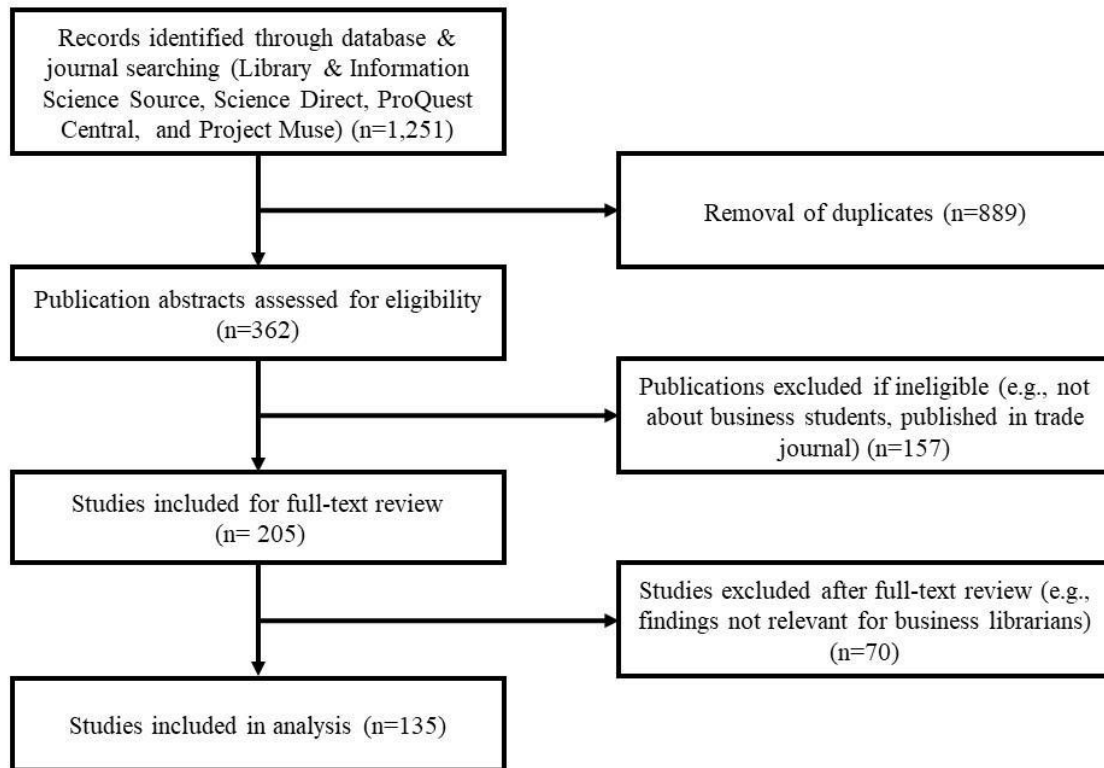 Records identified through database &
journal searching (Library & Information
Science Source, Science Direct, ProQuest
Central, and Project Muse) (n=1,251)
Removal of duplicates (n=889)
Publication abstracts assessed for eligibility
(n=362)
Publications excluded if ineligible (e.g., not
about business students, published in trade
journal) (n=157)
Studies included for full-text review
(n= 205)
Studies excluded after full-text review (e.g.,
findings not relevant for business librarians)
(n=70)
Studies included in analysis (n=135)